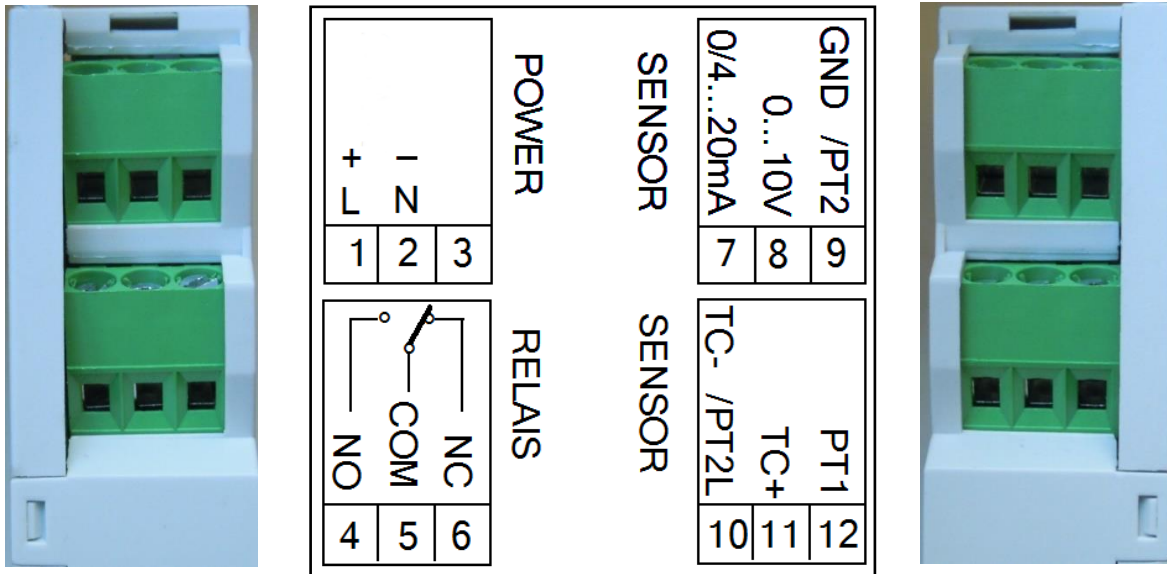 + −
L N
1 2 3
POWER
NO COM NC
4 5 6
RELAIS
SENSOR
0/4...20mA
0...10V
GND /PT2
7 8 9
SENSOR
TC- /PT2L
TC+
PT1
10 11 12